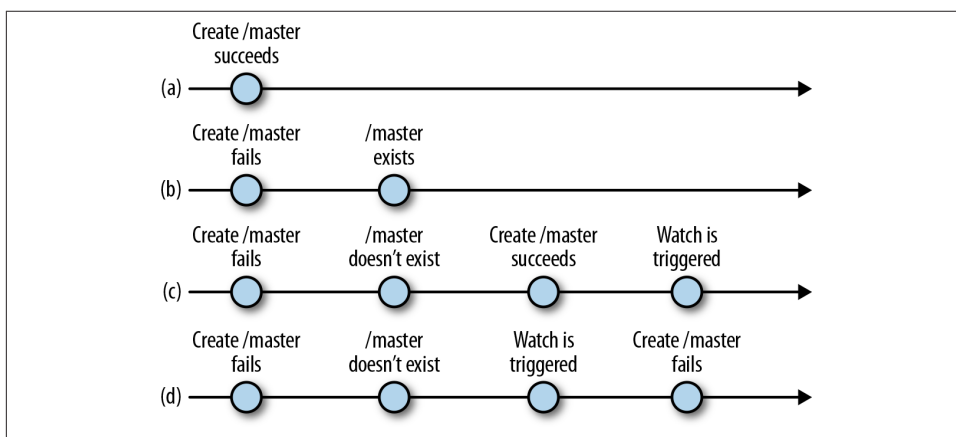 Create /master
succeeds
(a)
Create /master
fails
/master
exists
(b)
Create /master
fails
/master
doesn’t exist
Create /master
succeeds
Watch is
triggered
(c)
Create /master
fails
/master
doesn’t exist
Watch is
triggered
Create /master
fails
(d)